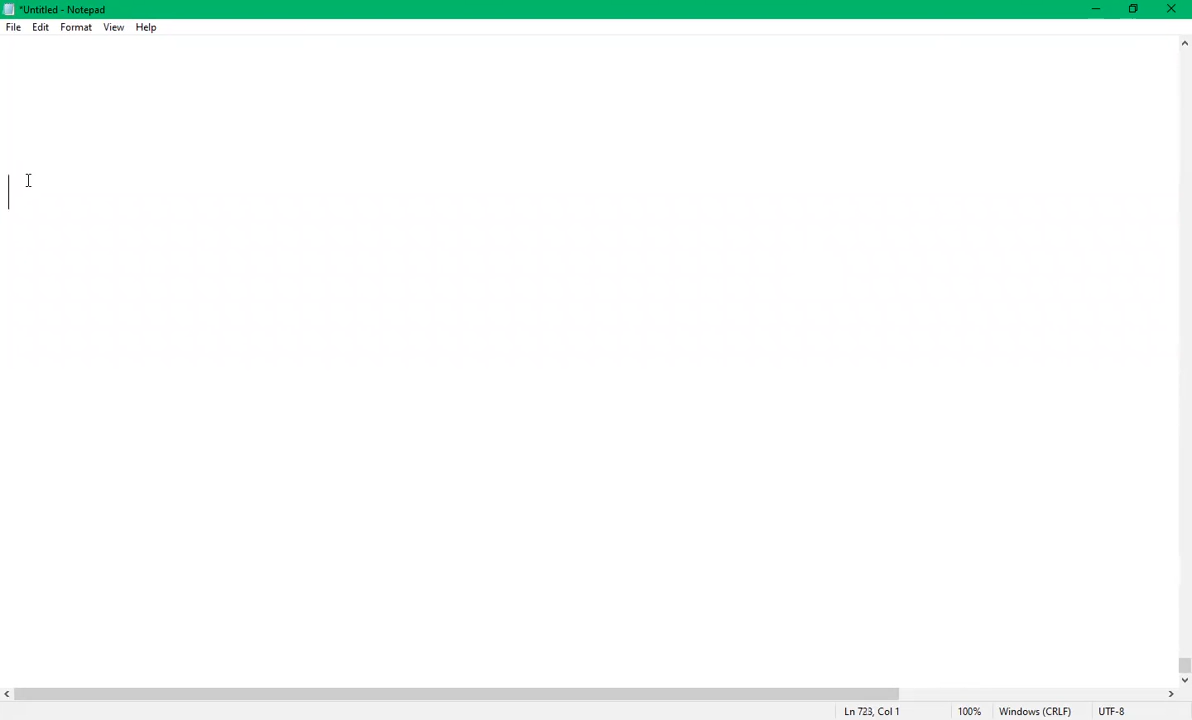 *Untitled - Notepad
File Edit Format View Help
Ln 723, Col 1 100% Windows (CRLF) UTF-8